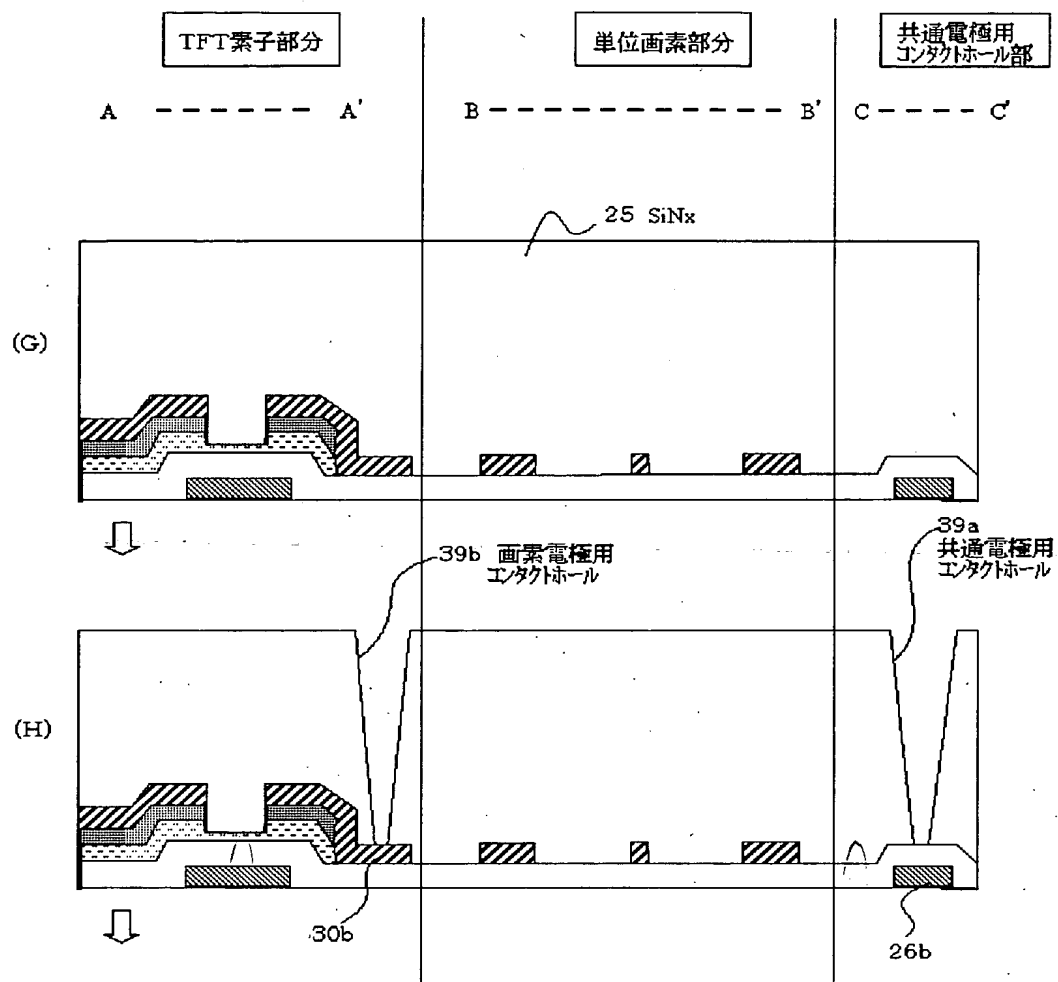 TFT素子部分
単位画素部分
共通電極用
コンタクトホール部
A A'
B B'
C C'
25 SiNx
(G)
39b 画素電極用
コンタクトホール
39a
共通電極用
コンタクトホール
(H)
30b
26b